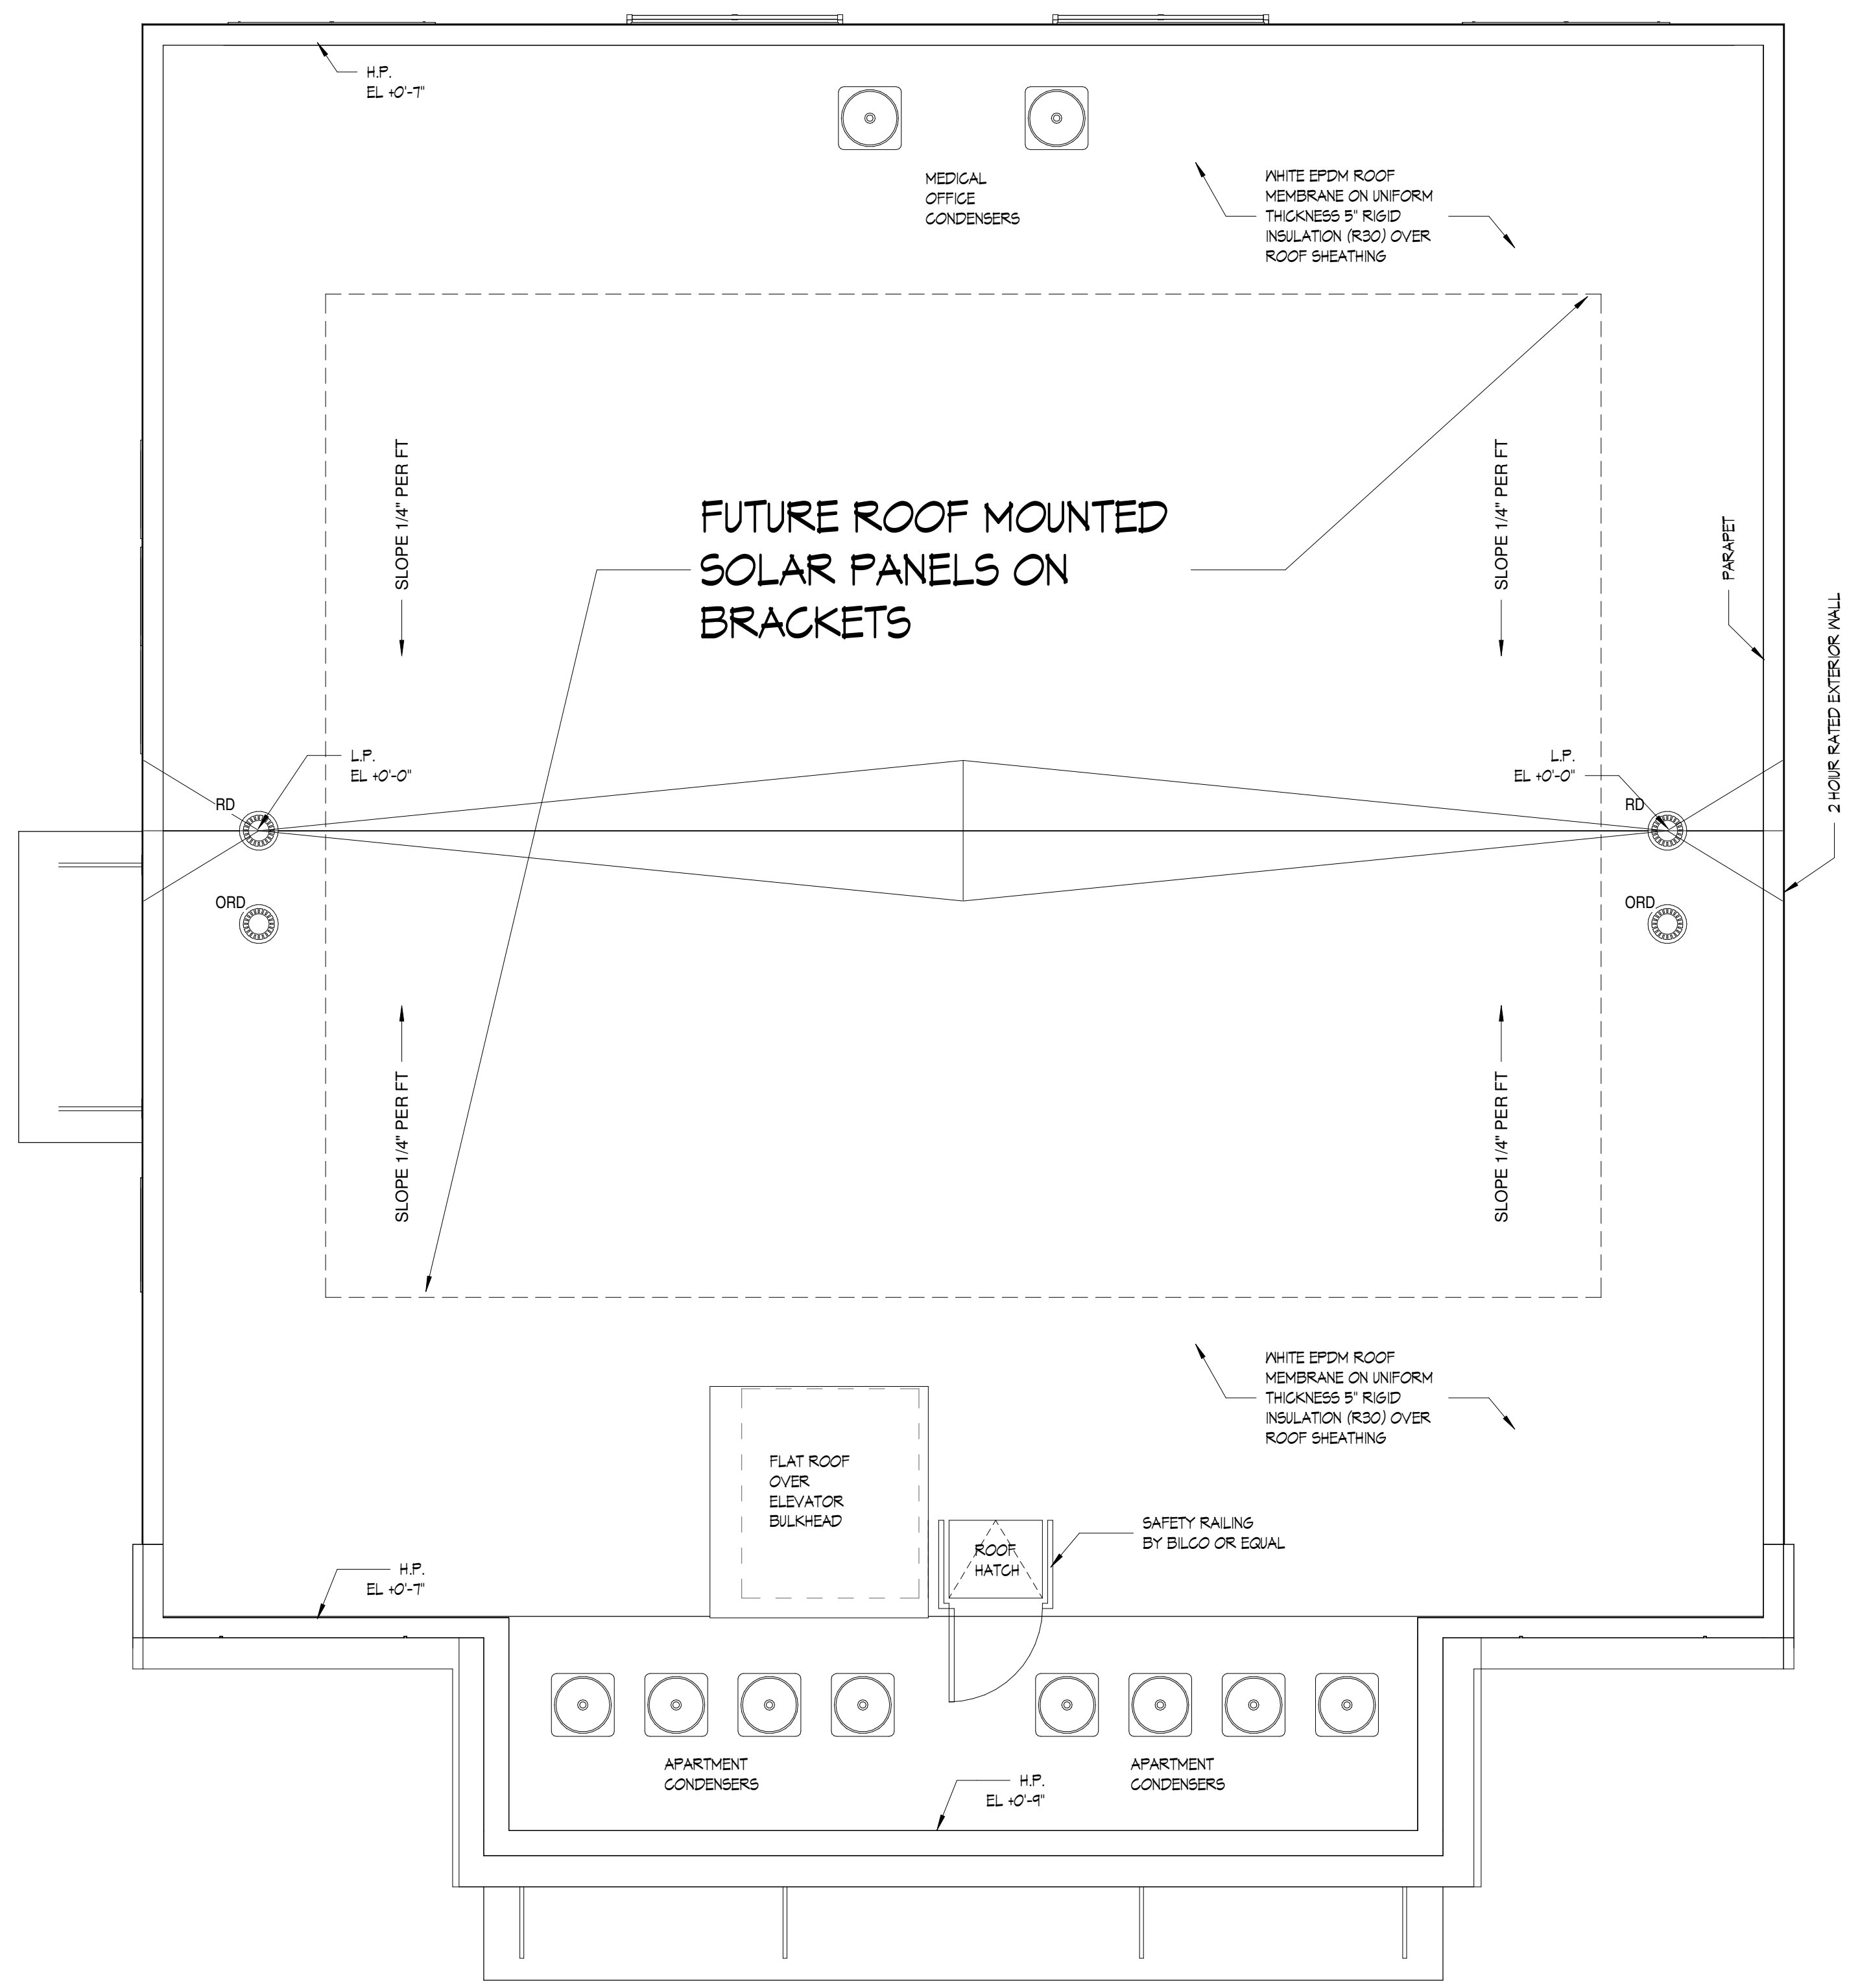 H.P.
EL +0'-7"
MEDICAL
OFFICE
CONDENSERS
WHITE EPDM ROOF
MEMBRANE ON UNIFORM
THICKNESS 5" RIGID
INSULATION (R30) OVER
ROOF SHEATHING
SLOPE 1/4" PER FT
SLOPE 1/4" PER FT
FUTURE ROOF MOUNTED
SOLAR PANELS ON
BRACKETS
PARAPET
2 HOUR RATED EXTERIOR WALL
L.P.
EL +0'-0"
L.P.
EL +0'-0"
RD
RD
ORD
ORD
SLOPE 1/4" PER FT
SLOPE 1/4" PER FT
WHITE EPDM ROOF
MEMBRANE ON UNIFORM
THICKNESS 5" RIGID
INSULATION (R30) OVER
ROOF SHEATHING
FLAT ROOF
OVER
ELEVATOR
BULKHEAD
SAFETY RAILING
BY BILCO OR EQUAL
ROOF
HATCH
H.P.
EL +0'-7"
APARTMENT
CONDENSERS
H.P.
EL +0'-9"
APARTMENT
CONDENSERS